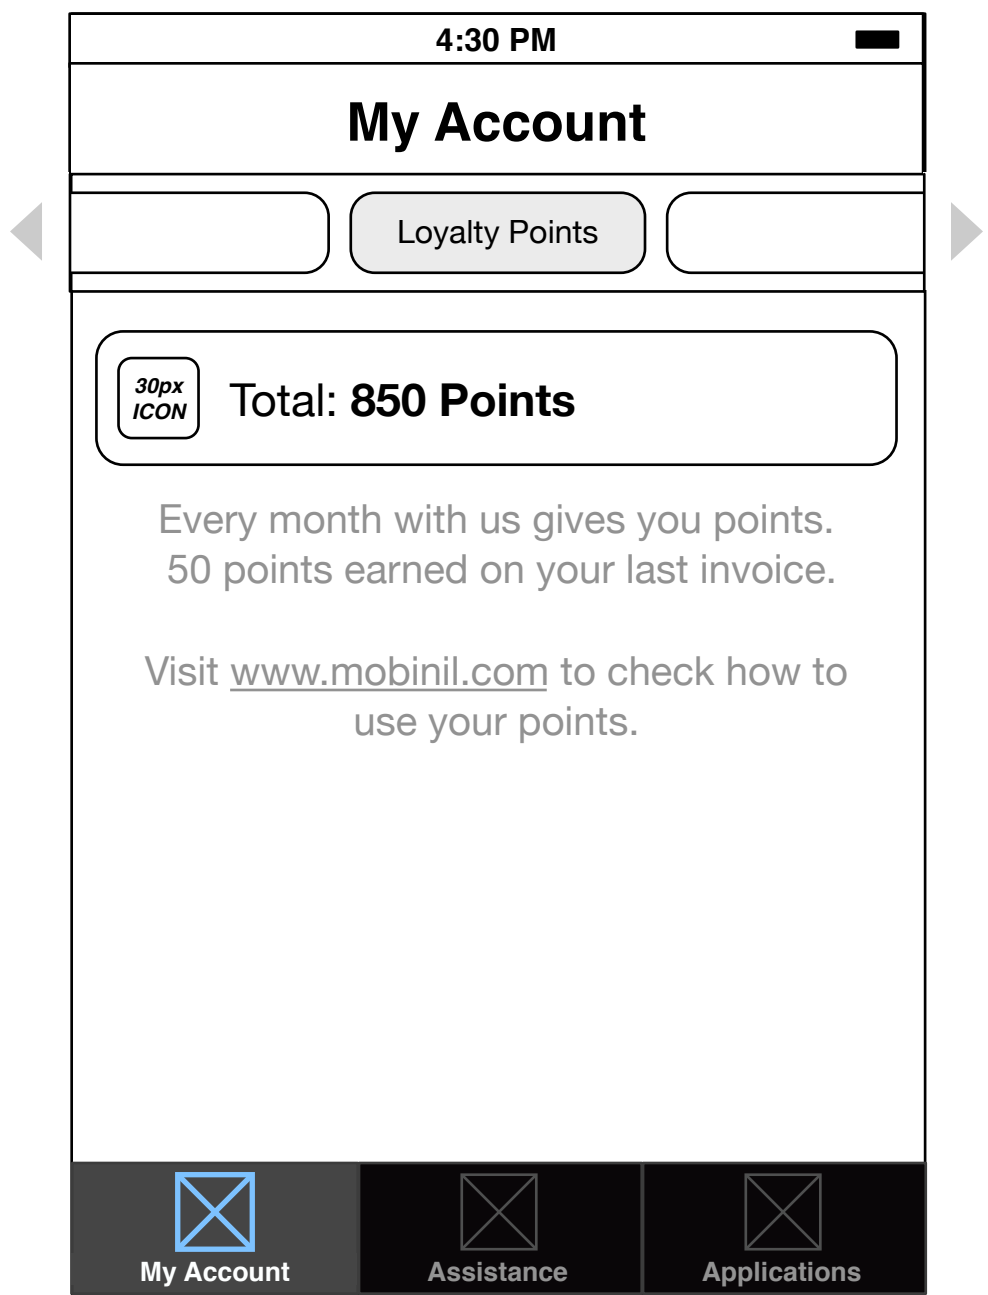 4:30 PM
My Account
Loyalty Points
30px
ICON
Total: 850 Points
Every month with us gives you points.
50 points earned on your last invoice.
Visit www.mobinil.com to check how to
use your points.
My Account
Assistance
Applications